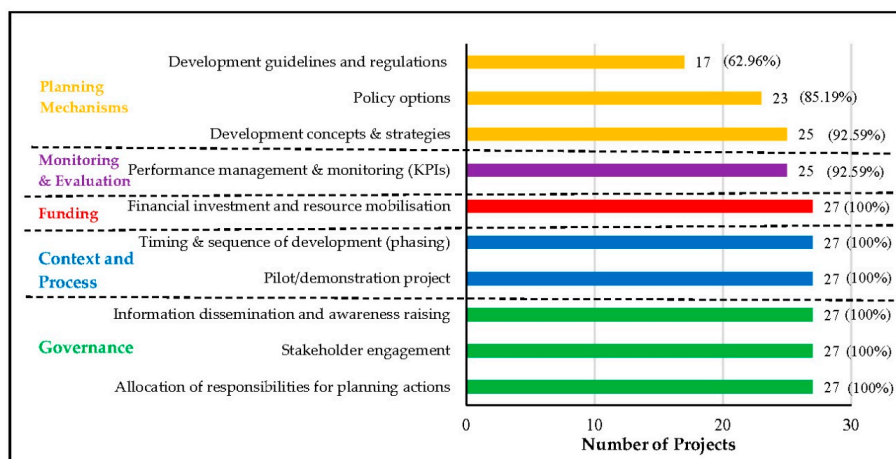 Development guidelines and regulations 17 (62.96%)
Planning
Mechanisms
Policy options 23 (85.19%)
Development concepts & strategies 25 (92.59%)
Monitoring
& Evaluation
Performance management & monitoring (KPIs) 25 (92.59%)
Funding
Financial investment and resource mobilisation 27 (100%)
Timing & sequence of development (phasing) 27 (100%)
Context and
Process
Pilot/demonstration project 27 (100%)
Information dissemination and awareness raising 27 (100%)
Governance
Stakeholder engagement 27 (100%)
Allocation of responsibilities for planning actions 27 (100%)
0 10 20 30
Number of Projects